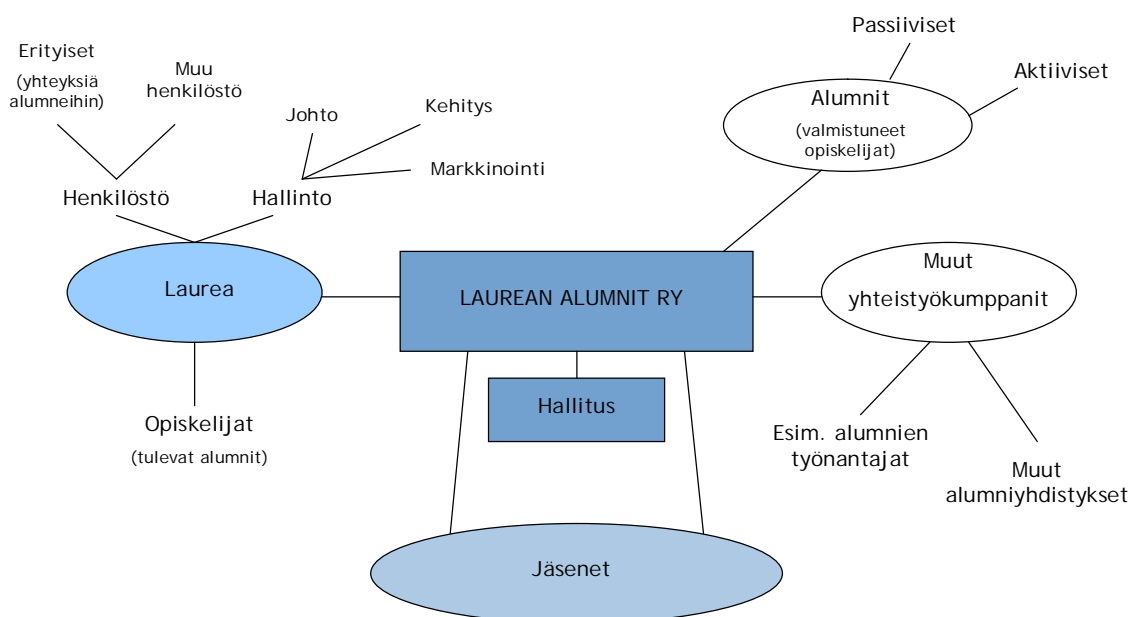 Passiiviset
Aktiiviset
Alumnit
(valmistuneet
opiskelijat)
Erityiset
(yhteyksiä
alumneihin)
Muu
henkilöstö
Johto
Kehitys
Markkinointi
Henkilöstö
Hallinto
Laurea
LAUREAN ALUMNIT RY
Muut
yhteistyökumppanit
Hallitus
Opiskelijat
(tulevat alumnit)
Esim. alumnien
työnantajat
Muut
alumniyhdistykset
Jäsenet